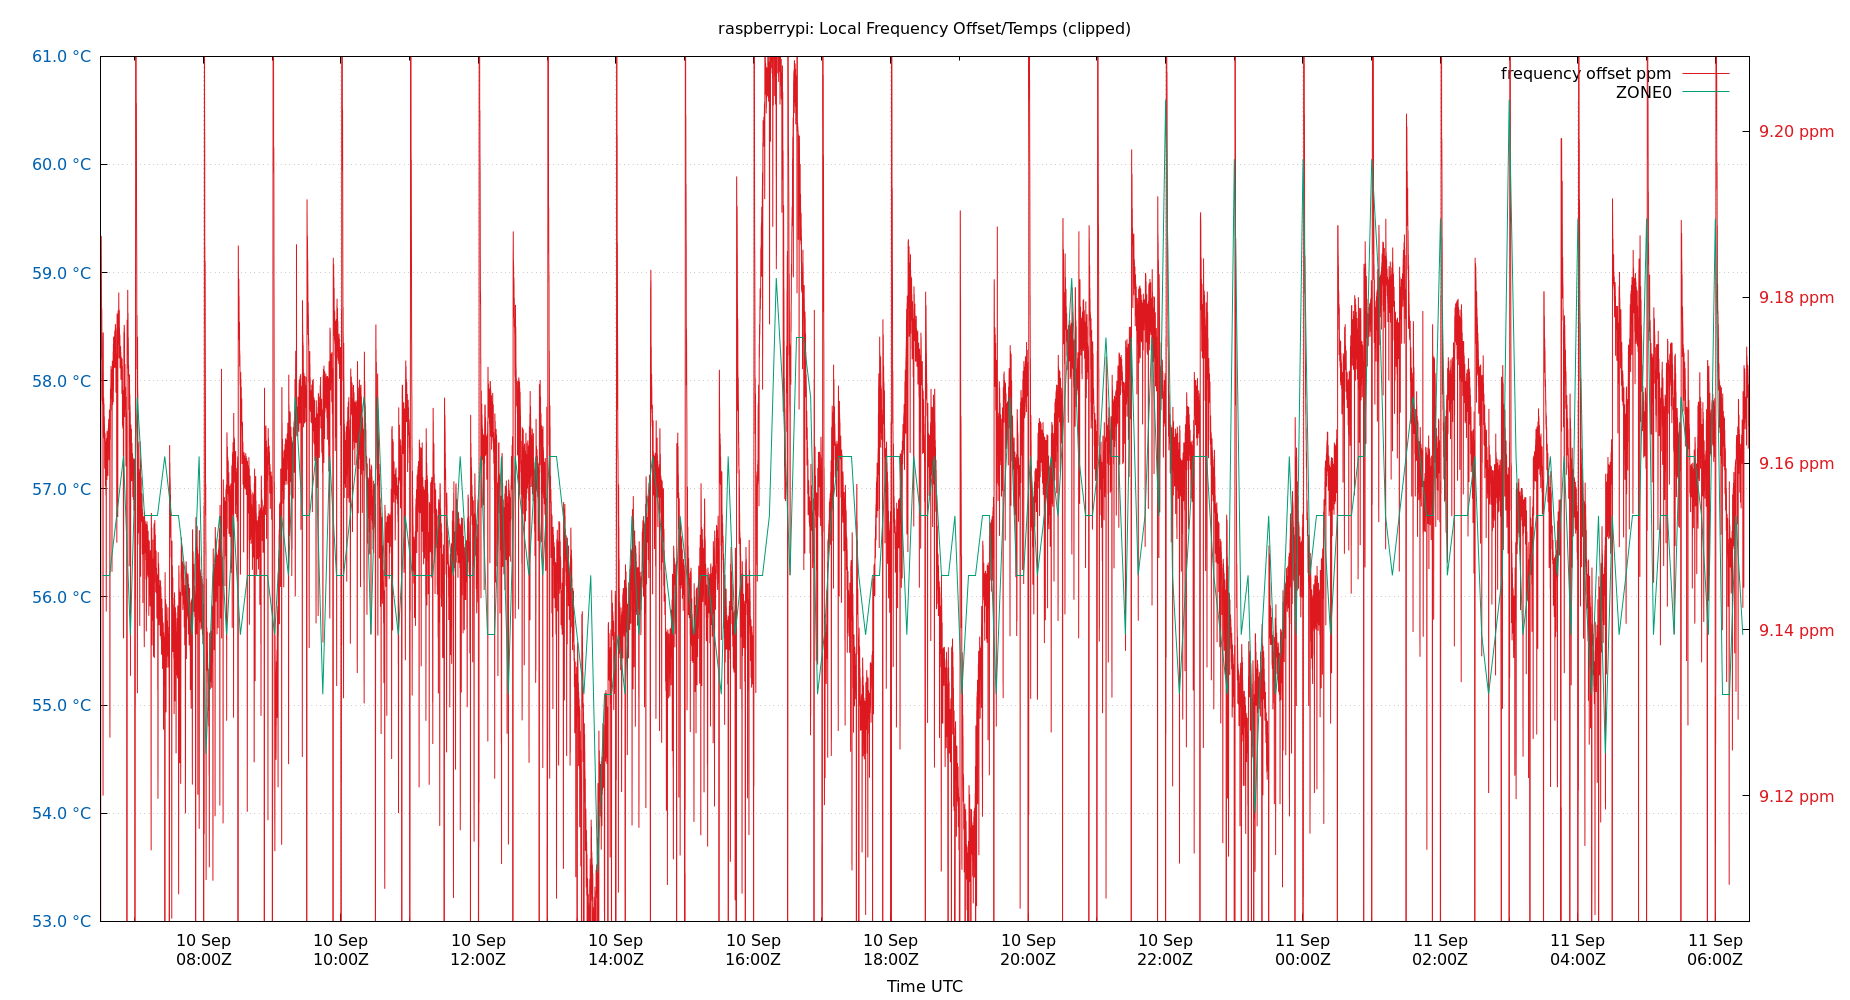 raspberrypi: Local Frequency Offset/Temps (clipped)
61.0 °C
60.0 °C
59.0 °C
58.0 °C
57.0 °C
56.0 °C
55.0 °C
54.0 °C
53.0 °C
frequency offset ppm
ZONE0
9.20 ppm
9.18 ppm
9.16 ppm
9.14 ppm
9.12 ppm
10 Sep 10 Sep 10 Sep 10 Sep 10 Sep 10 Sep 10 Sep 10 Sep 11 Sep 11 Sep 11 Sep 11 Sep
08:00Z 10:00Z 12:00Z 14:00Z 16:00Z 18:00Z 20:00Z 22:00Z 00:00Z 02:00Z 04:00Z 06:00Z
Time UTC